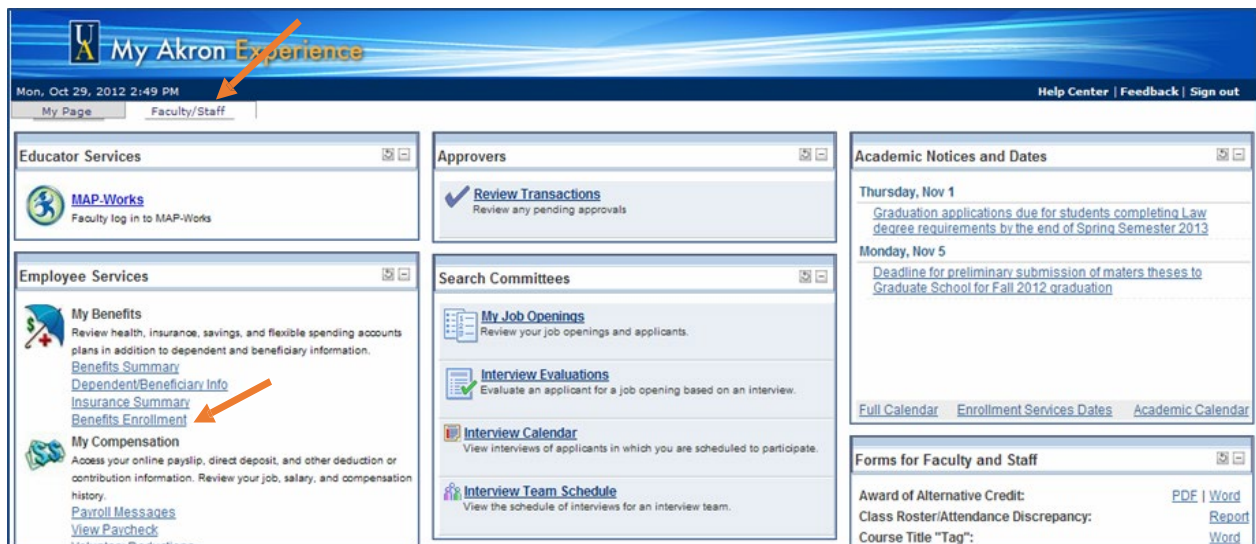 My Akron Experience
Mon, Oct 29, 2012 2:49 PM
Help Center | Feedback | Sign out
My Page
Faculty/Staff
Educator Services
MAP-Works
Faculty log in to MAP-Works
Employee Services
My Benefits
Review health, insurance, savings, and flexible spending accounts
plans in addition to dependent and beneficiary information.
Benefits Summary
Dependent/Beneficiary Info
Insurance Summary
Benefits Enrollment
My Compensation
Access your online payslip, direct deposit, and other deduction or
contribution information. Review your job, salary, and compensation
history.
Payroll Messages
View Paycheck
Approvers
Review Transactions
Review any pending approvals
Search Committees
My Job Openings
Review your job openings and applicants.
Interview Evaluations
Evaluate an applicant for a job opening based on an interview.
Interview Calendar
View interviews of applicants in which you are scheduled to participate.
Interview Team Schedule
View the schedule of interviews for an interview team.
Academic Notices and Dates
Thursday, Nov 1
Graduation applications due for students completing Law
degree requirements by the end of Spring Semester 2013
Monday, Nov 5
Deadline for preliminary submission of maters theses to
Graduate School for Fall 2012 graduation
Full Calendar Enrollment Services Dates Academic Calendar
Forms for Faculty and Staff
Award of Alternative Credit: PDF | Word
Class Roster/Attendance Discrepancy: Report
Course Title "Tag": Word